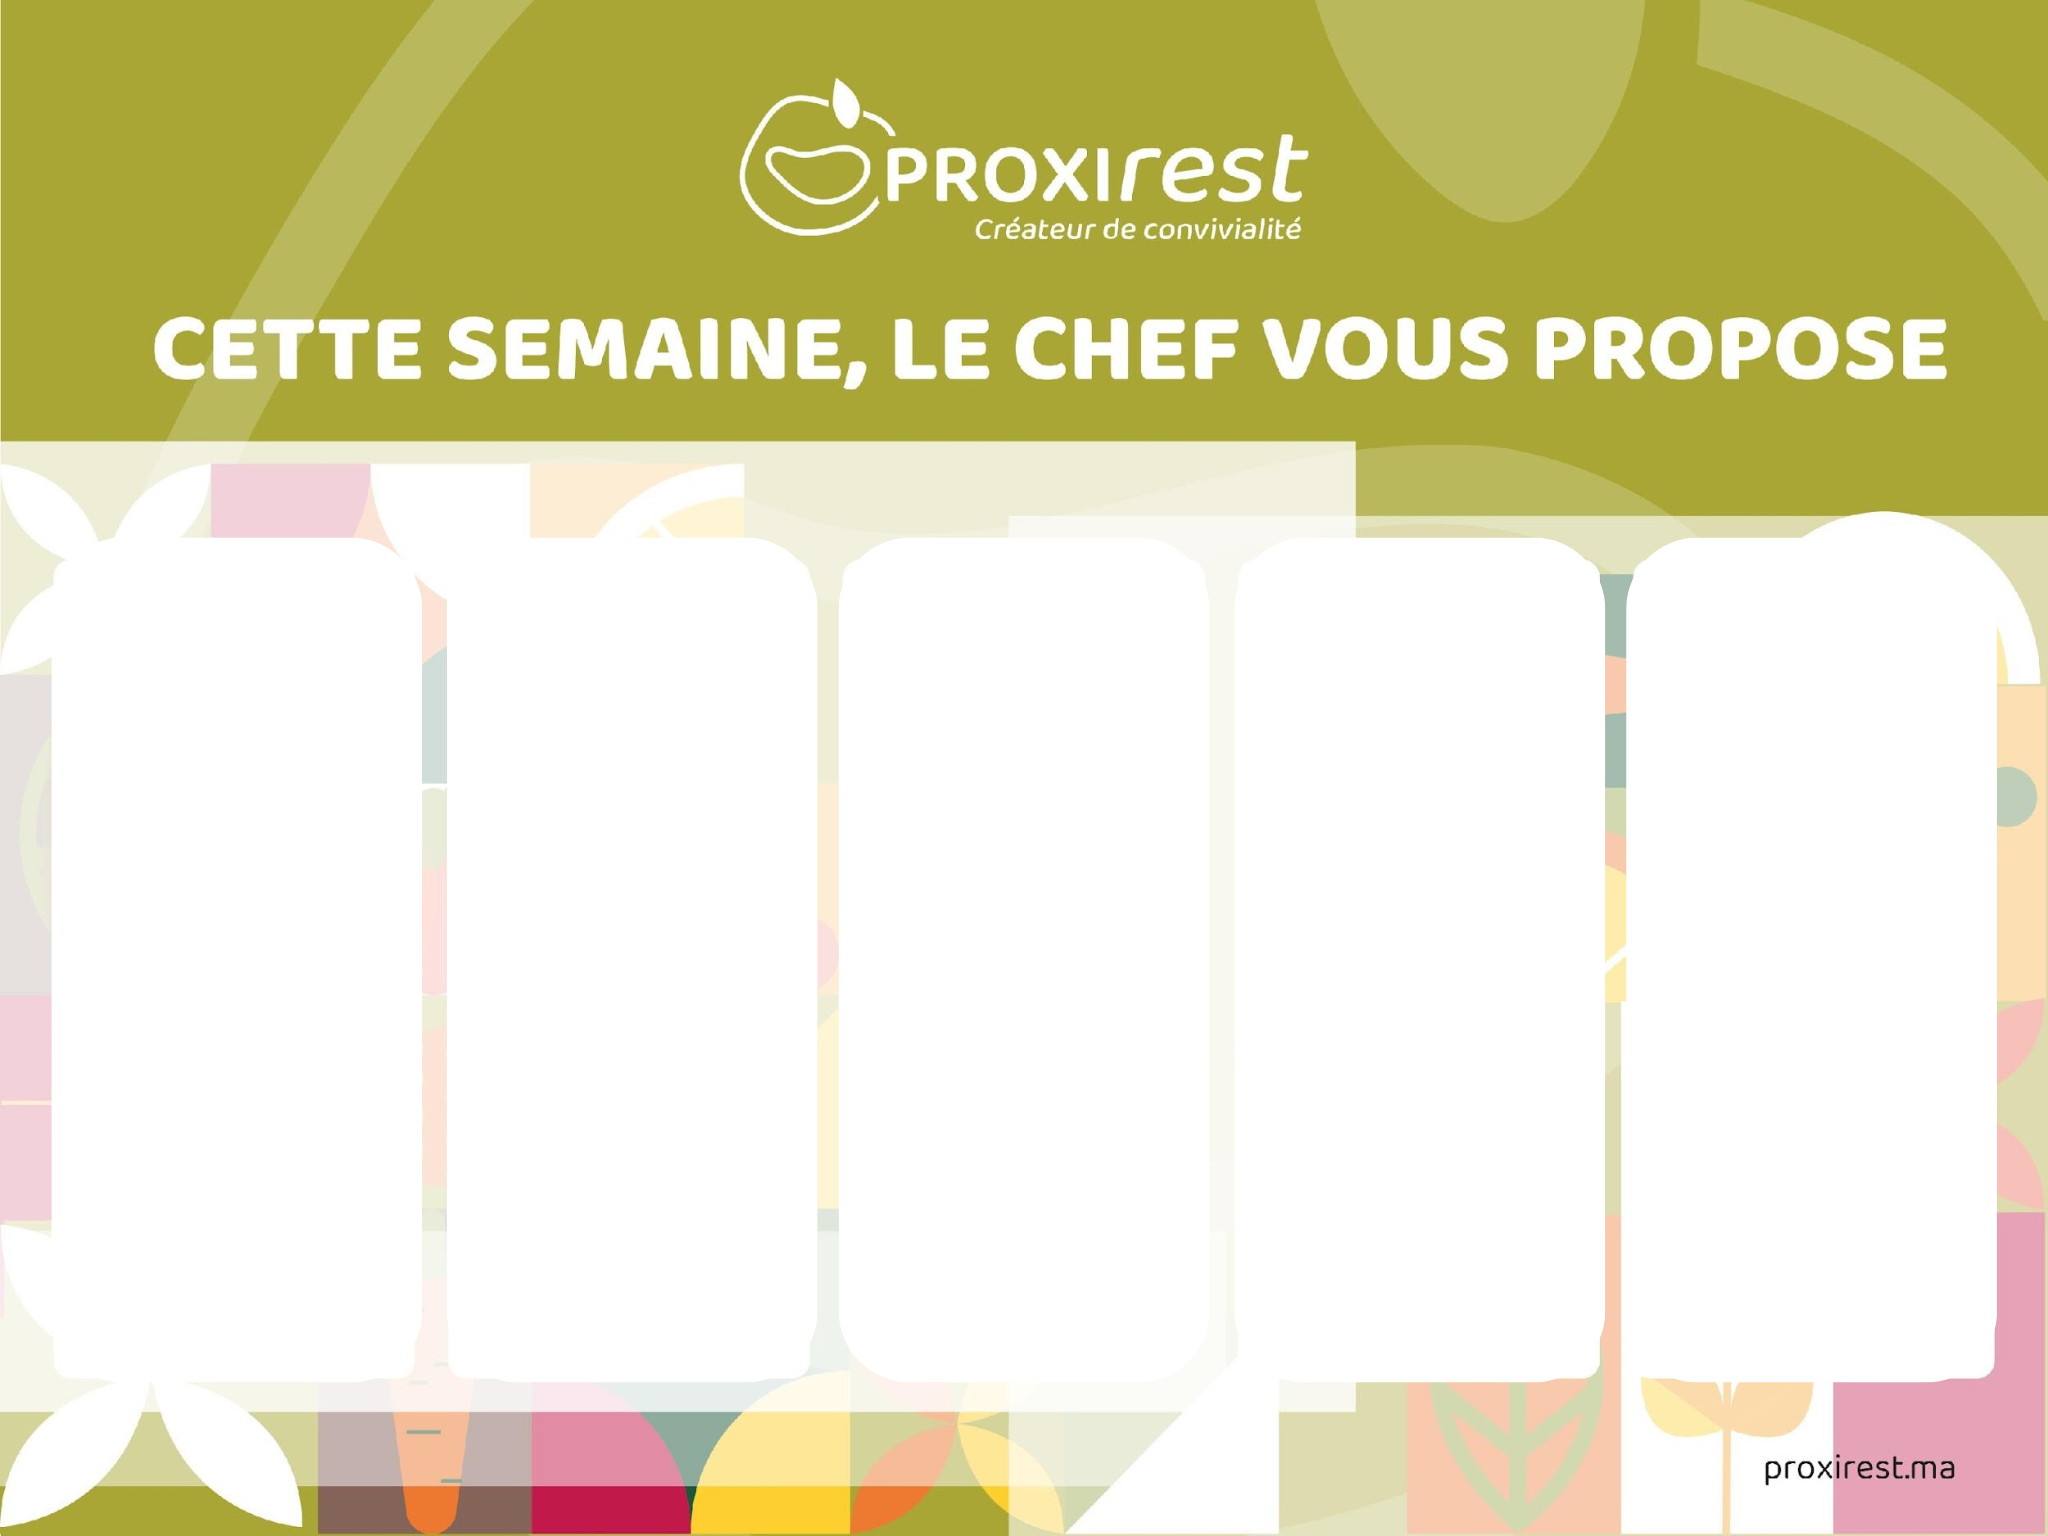 PROXIrest
Créateur de convivialité
CETTE SEMAINE, LE CHEF VOUS PROPOSE
proxirest.ma